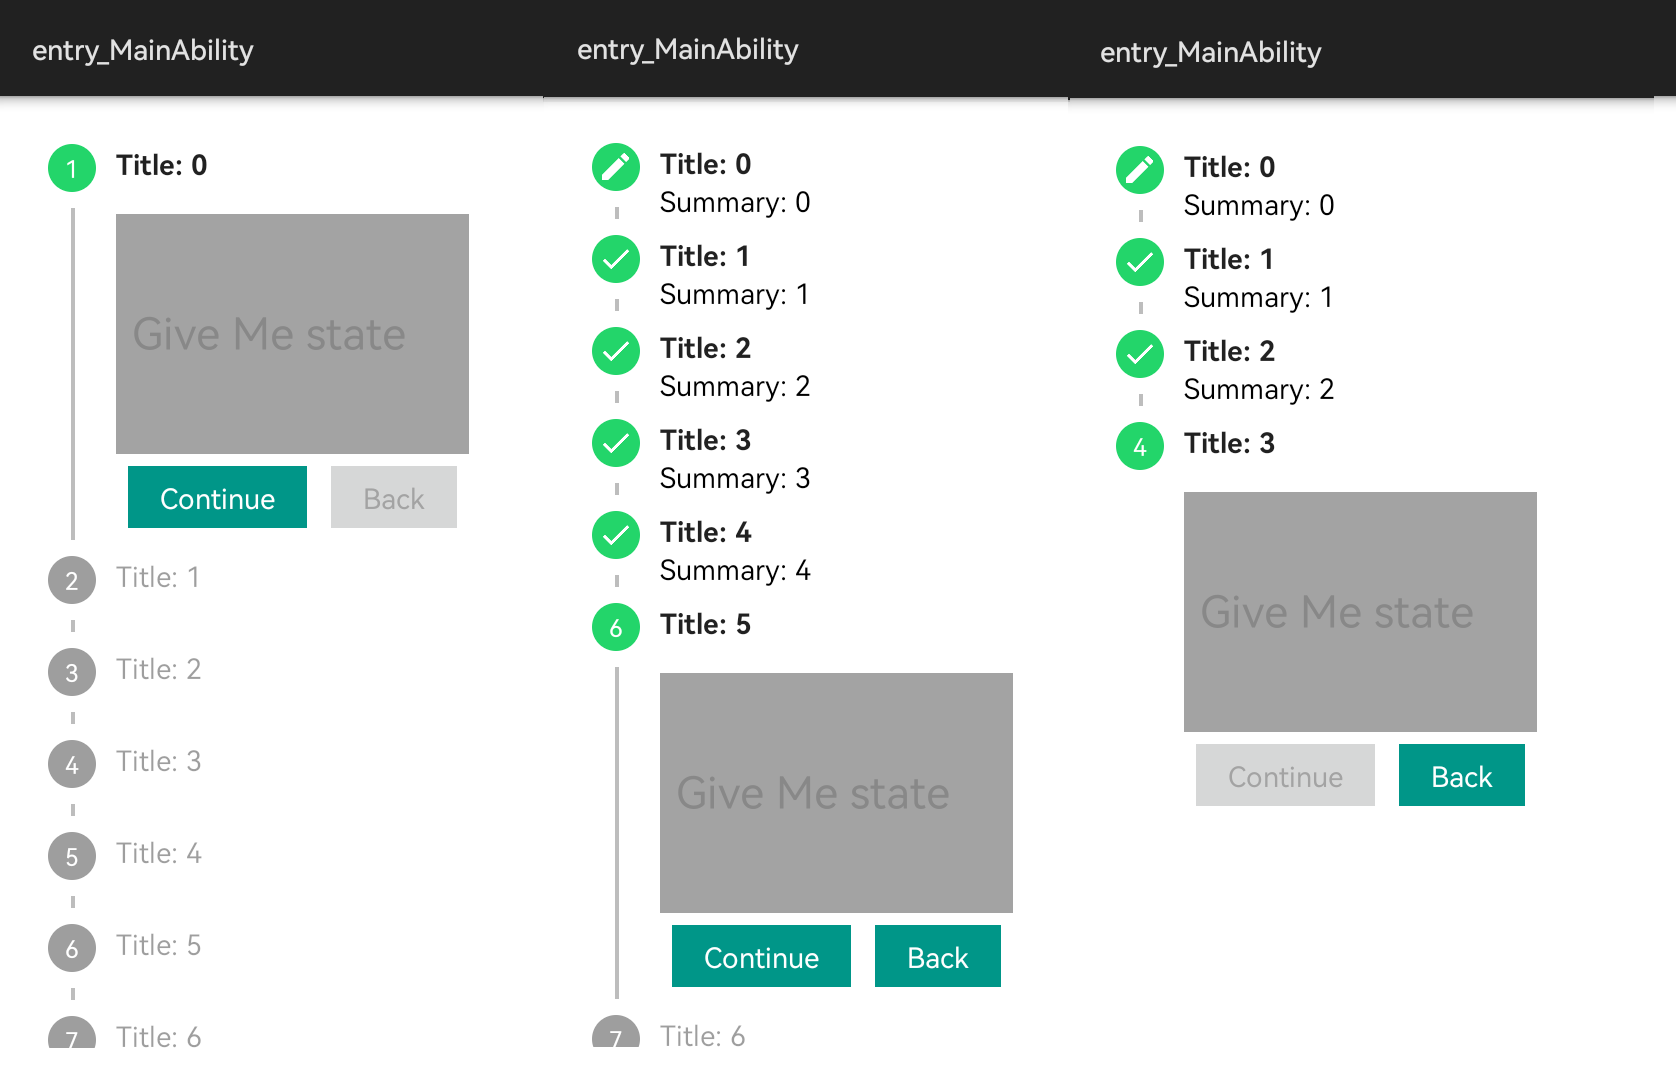 entry_MainAbility
1 Title: 0
Give Me state
Continue Back
2 Title: 1
3 Title: 2
4 Title: 3
5 Title: 4
6 Title: 5
7 Title: 6
entry_MainAbility
Title: 0
Summary: 0
Title: 1
Summary: 1
Title: 2
Summary: 2
Title: 3
Summary: 3
Title: 4
Summary: 4
6 Title: 5
Give Me state
Continue Back
7 Title: 6
entry_MainAbility
Title: 0
Summary: 0
Title: 1
Summary: 1
Title: 2
Summary: 2
4 Title: 3
Give Me state
Continue Back